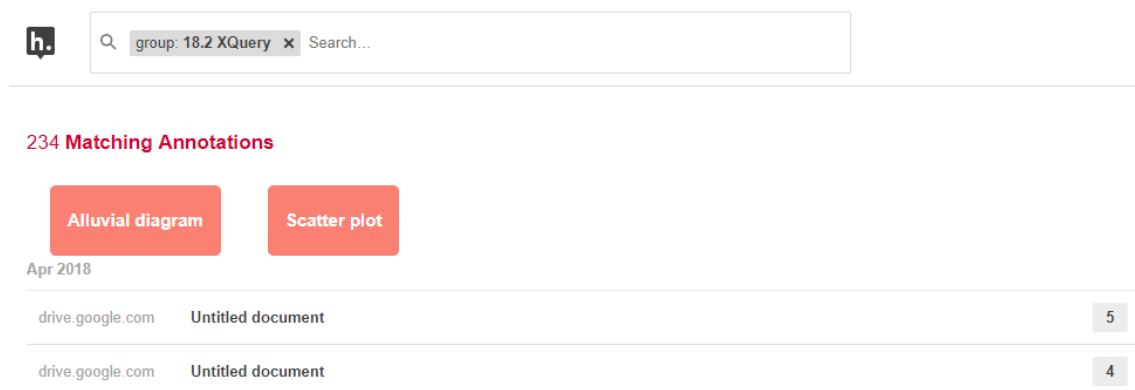 h.
group: 18.2 XQuery × Search...
234 Matching Annotations
Alluvial diagram Scatter plot
Apr 2018
drive.google.com Untitled document 5
drive.google.com Untitled document 4